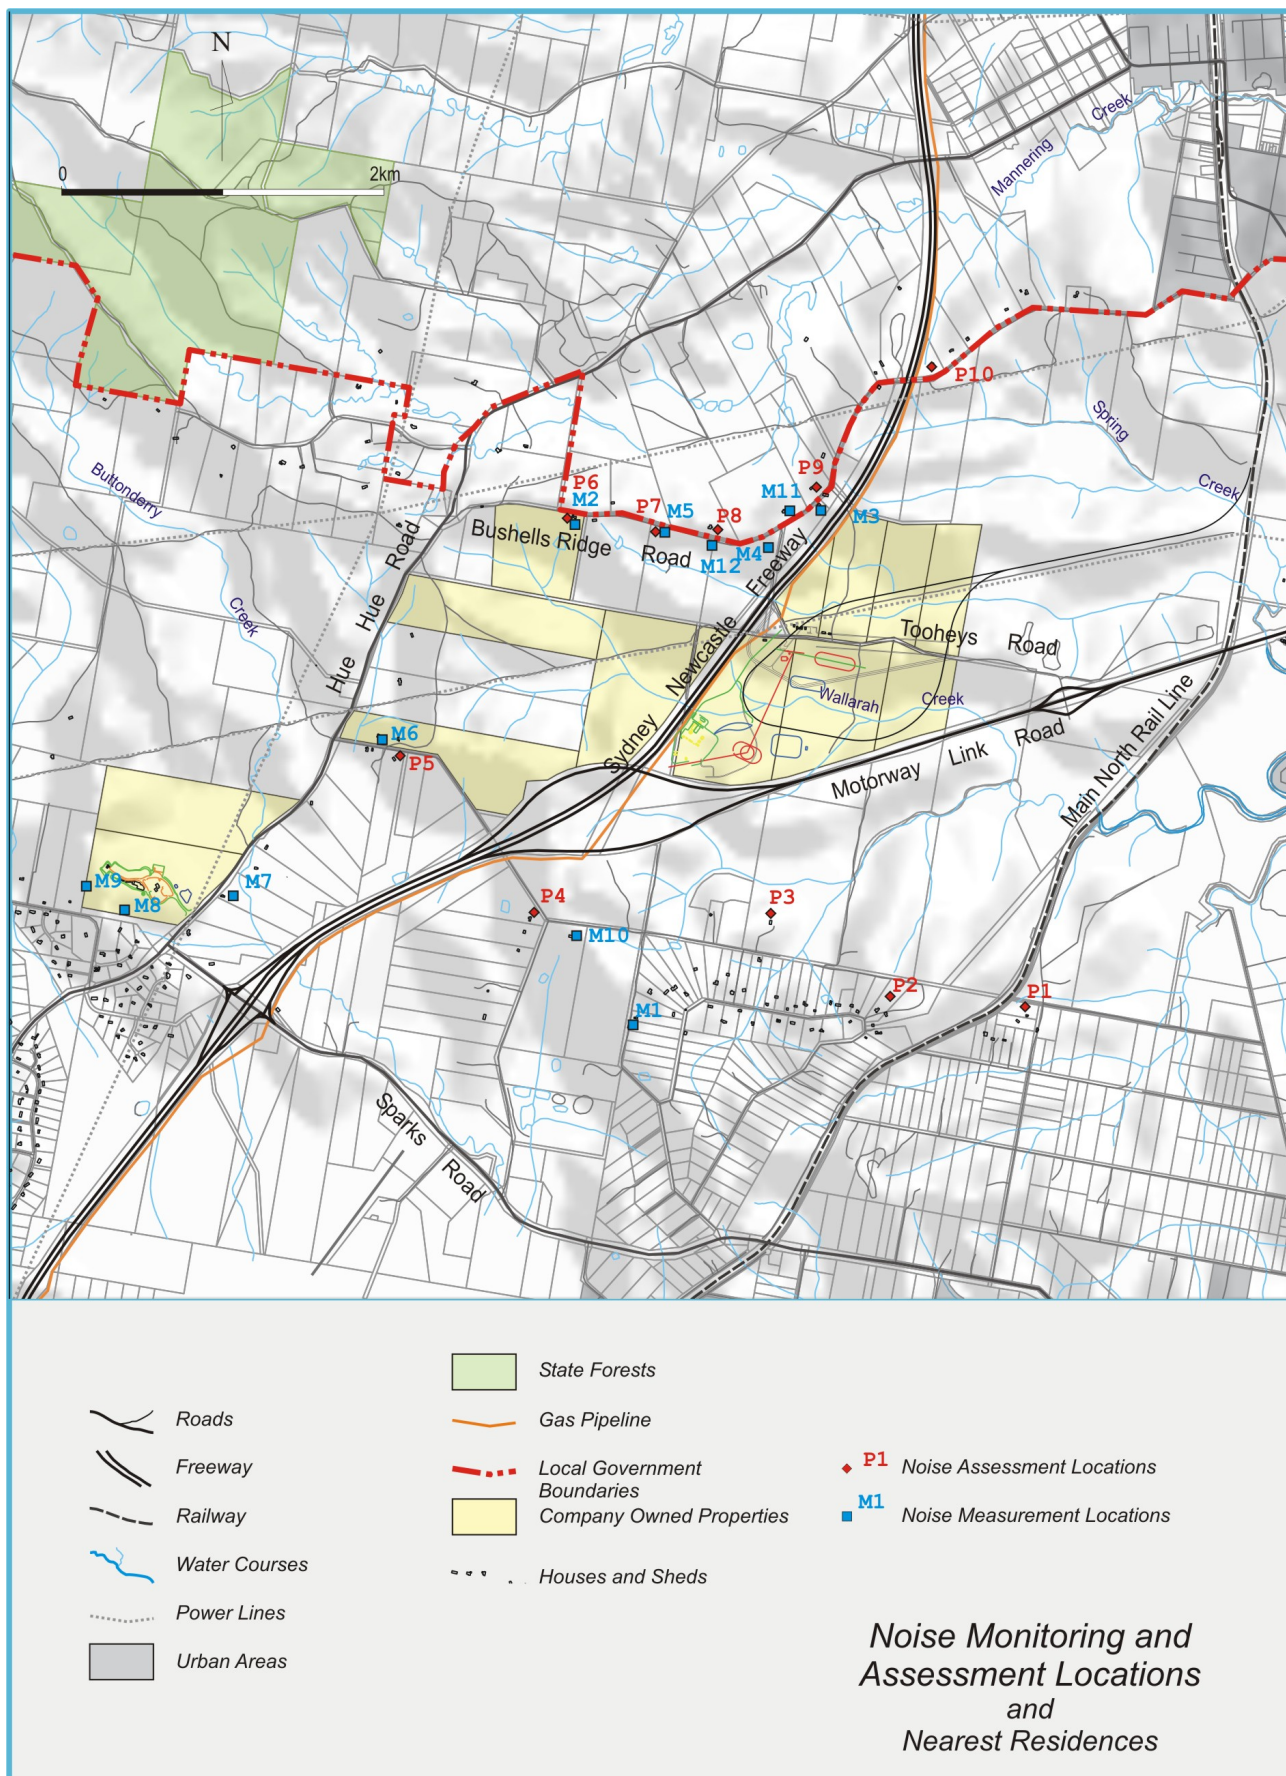 N
Creek
Mannering
0
2km
P10
Spring
Creek
Buttonderry
P6
M2
P7
M5
P8
M11
P9
M3
M4
M12
Bushells Ridge
Road
Hue
Road
Creek
Hue
Sydney
Newcastle
Freeway
Tooheys
Road
Wallarah
Creek
M6
P5
Motorway
Link
Road
Main North Rail Line
M9
M8
M7
P4
M10
P3
P2
P1
M1
Sparks
Road
State Forests
Roads
Gas Pipeline
Freeway
Local Government
Boundaries
P1
Noise Assessment Locations
Railway
Company Owned Properties
M1
Noise Measurement Locations
Water Courses
Houses and Sheds
Power Lines
Urban Areas
Noise Monitoring and
Assessment Locations
and
Nearest Residences